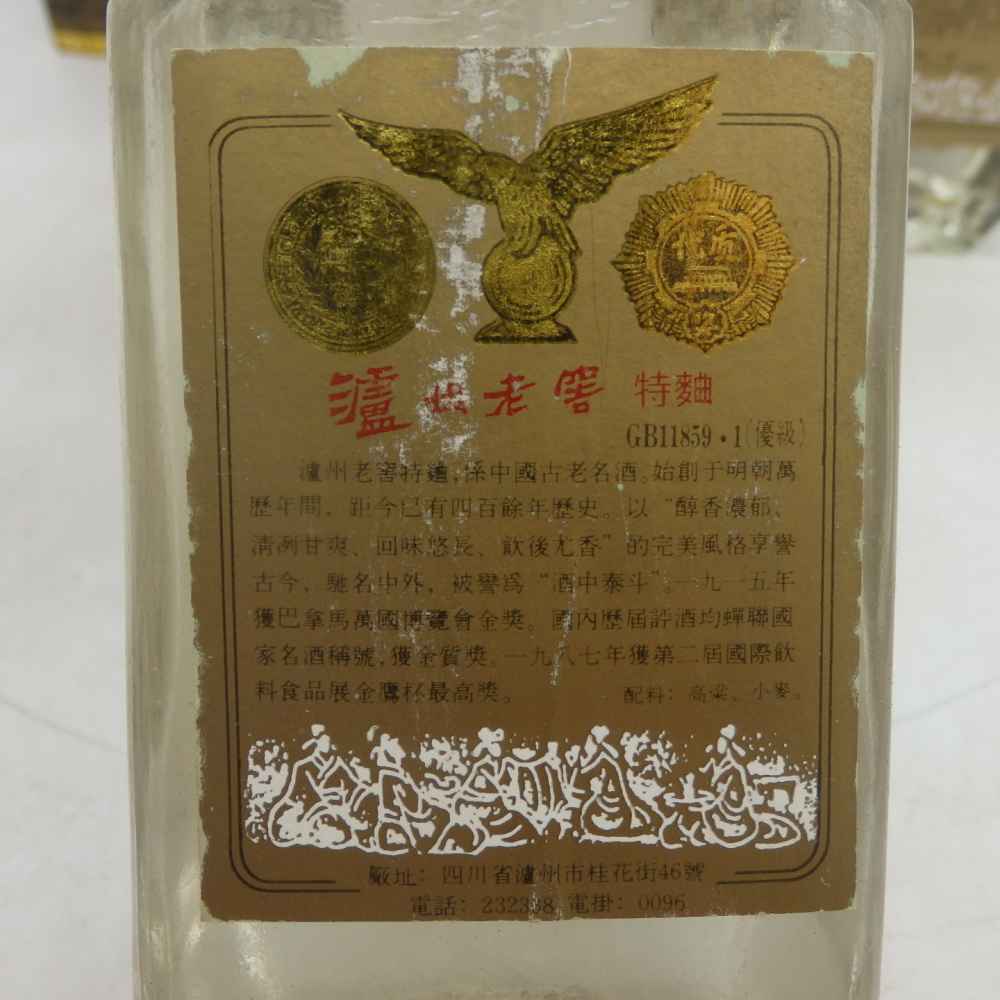 瀘州老窖 特麯
GB11859·1(優級)
瀘州老窖特麯,係中國古老名酒。始創于明朝萬
歷年間，距今已有四百餘年歷史。以“醇香濃郁、
清洌甘爽、回味悠長、飲後尤香”的完美風格享譽
古今，馳名中外，被譽爲“酒中泰斗”。一九一五年
獲巴拿馬萬國博覽會金獎。國內歷屆評酒均蟬聯國
家名酒稱號,獲金質獎。一九八七年獲第二屆國際飲
料食品展金鷹杯最高獎。 配料：高粱、小麥。
廠址：四川省瀘州市桂花街46號
電話：232338 電掛：0096